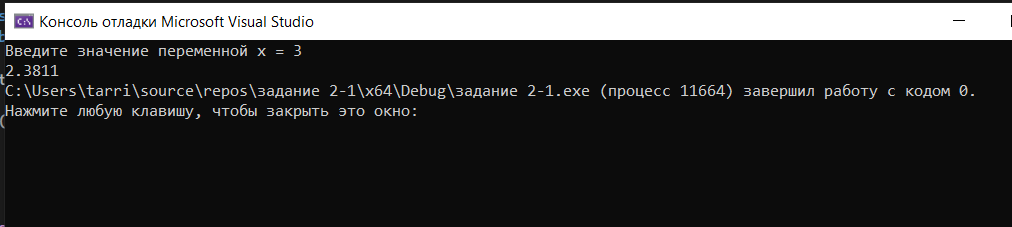 Консоль отладки Microsoft Visual Studio
Введите значение переменной x = 3
2.3811
C:\Users\tarri\source\repos\задание 2-1\x64\Debug\задание 2-1.exe (процесс 11664) завершил работу с кодом 0.
Нажмите любую клавишу, чтобы закрыть это окно: